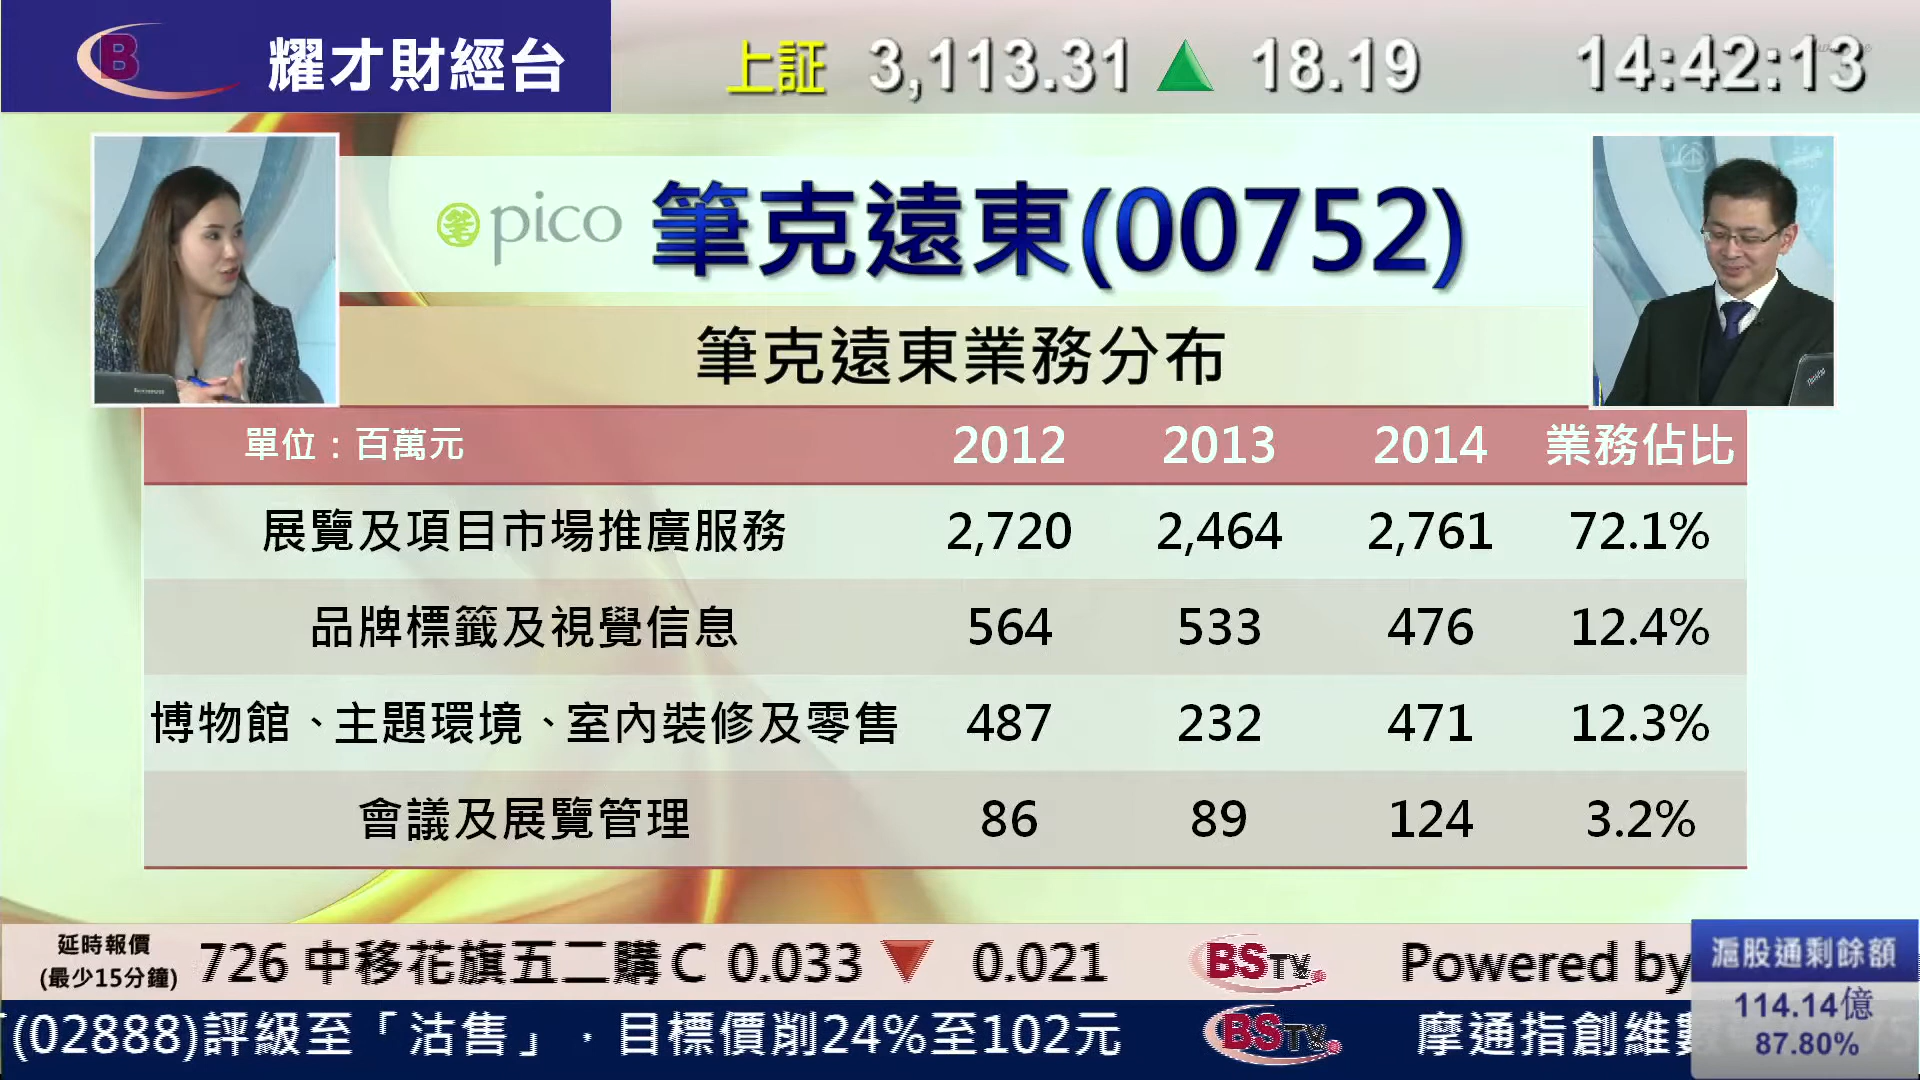 耀才財經台
上証 3,113.31 ▲ 18.19 14:42:13
pico 筆克遠東(00752)
筆克遠東業務分布
單位：百萬元 2012 2013 2014 業務佔比
展覽及項目市場推廣服務 2,720 2,464 2,761 72.1%
品牌標籤及視覺信息 564 533 476 12.4%
博物館、主題環境、室內裝修及零售 487 232 471 12.3%
會議及展覽管理 86 89 124 3.2%
延時報價
(最少15分鐘)
726 中移花旗五二購C 0.033 ▼ 0.021 BSTV Powered by
滬股通剩餘額
114.14億
87.80%
(02888)評級至「沽售」．目標價削24%至102元 BSTV 摩通指創維數